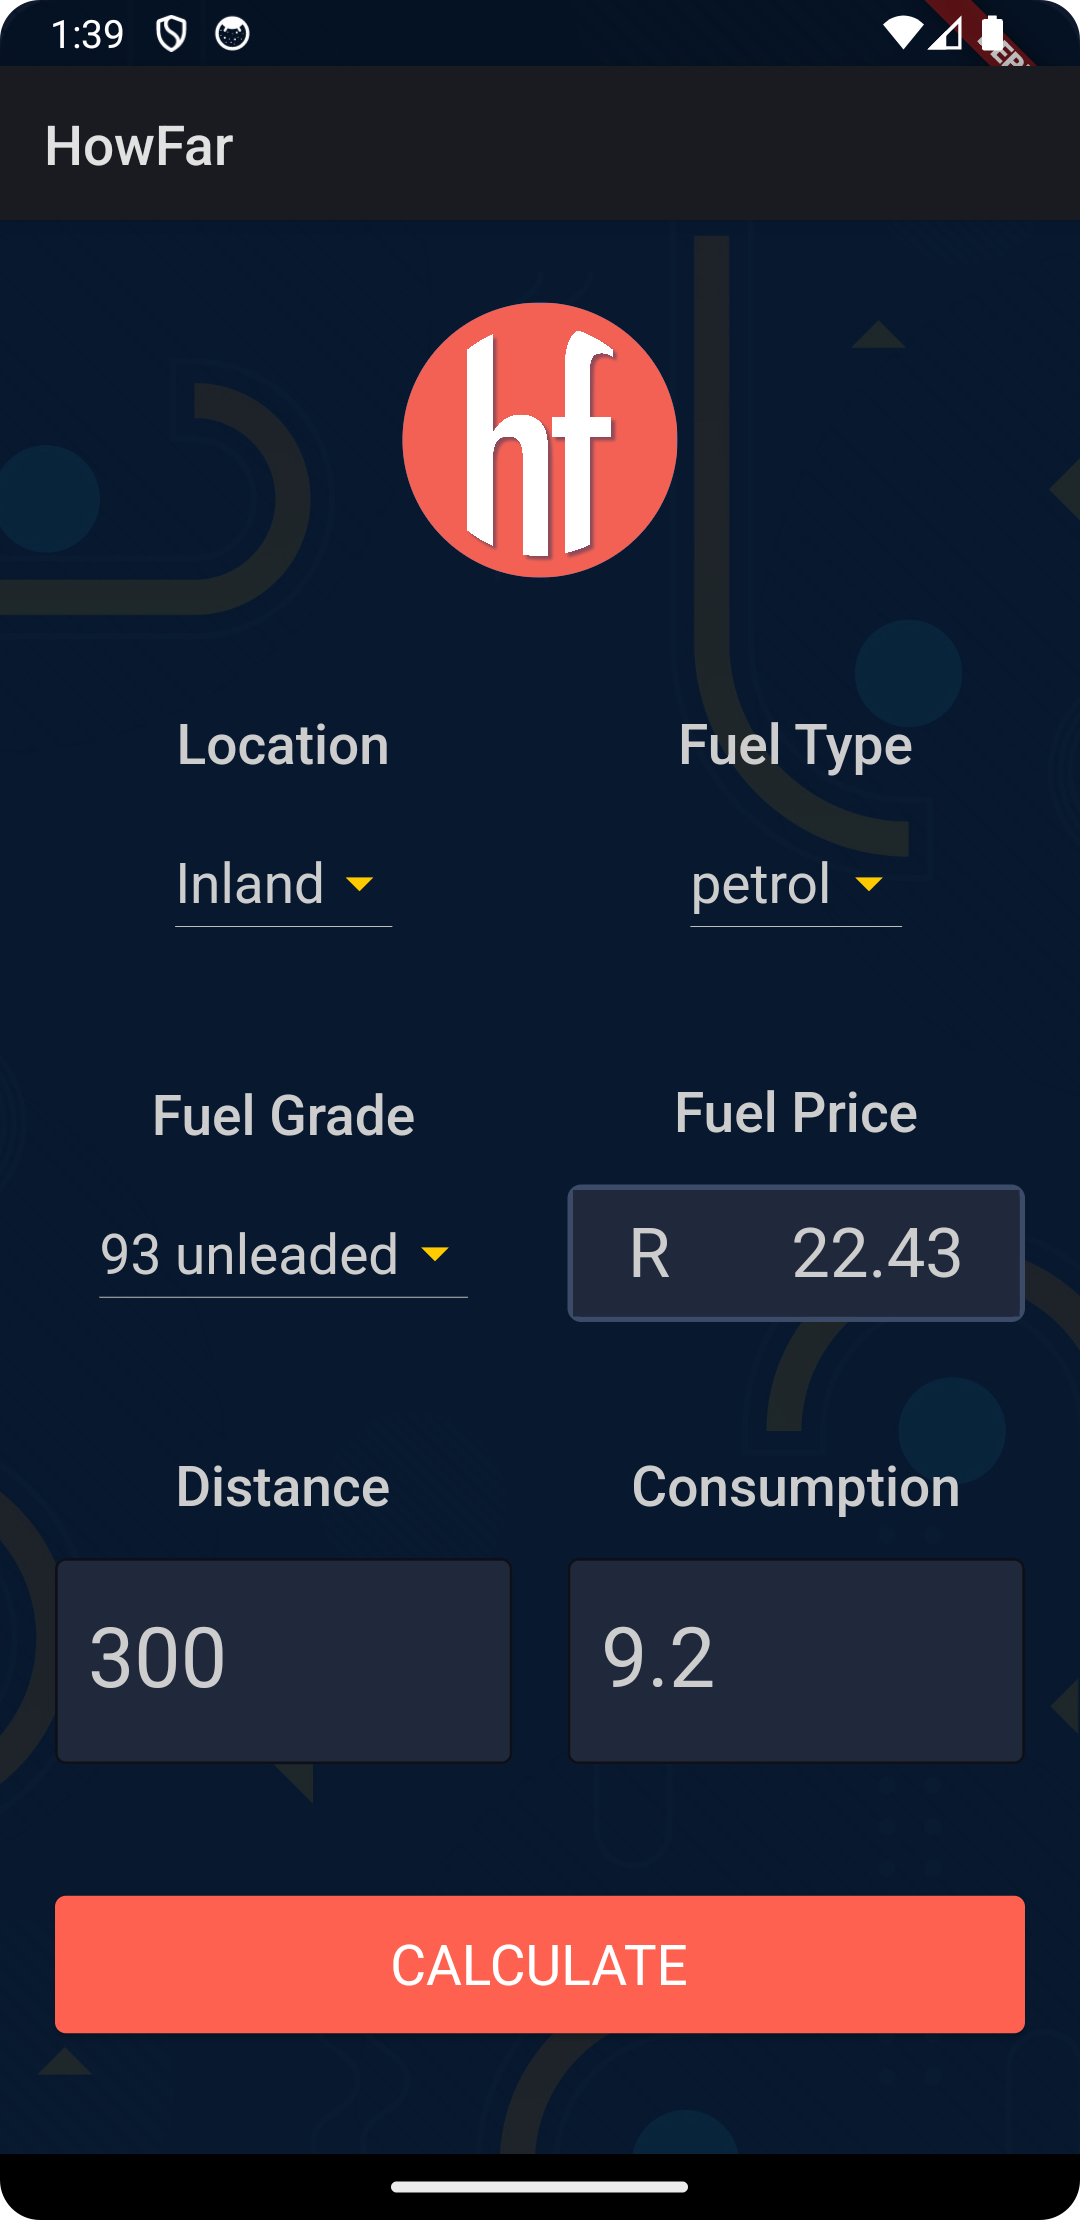 1:39
HowFar
hf
Location
Fuel Type
Inland
petrol
Fuel Grade
Fuel Price
93 unleaded
R 22.43
Distance
Consumption
300
9.2
CALCULATE